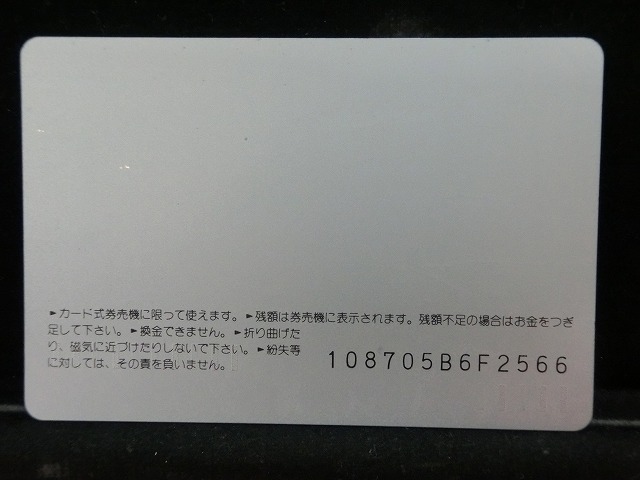 ►カード式券売機に限って使えます。►残額は券売機に表示されます。残額不足の場合はお金をつぎ
足して下さい。►換金できません。►折り曲げた
り、磁気に近づけたりしないで下さい。►紛失等
に対しては、その責を負いません。
108705B6F2566